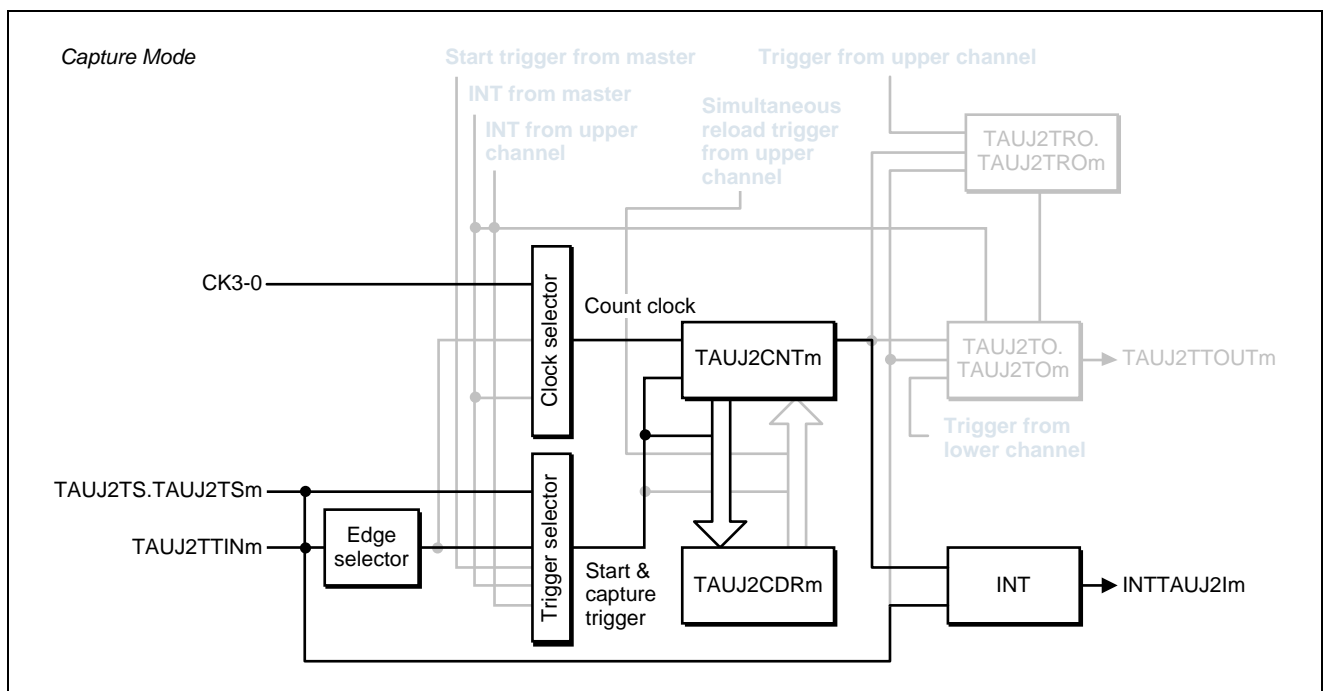 Capture Mode
Start trigger from master
Trigger from upper channel
INT from master
Simultaneous
reload trigger
from upper
channel
INT from upper
channel
TAUJ2TRO.
TAUJ2TROm
CK3-0
Clock selector
Count clock
TAUJ2CNTm
TAUJ2TO.
TAUJ2TOm
TAUJ2TTOUTm
Trigger from
lower channel
TAUJ2TS.TAUJ2TSm
TAUJ2TTINm
Edge
selector
Trigger selector
Start &
capture
trigger
TAUJ2CDRm
INT
INTTAUJ2Im